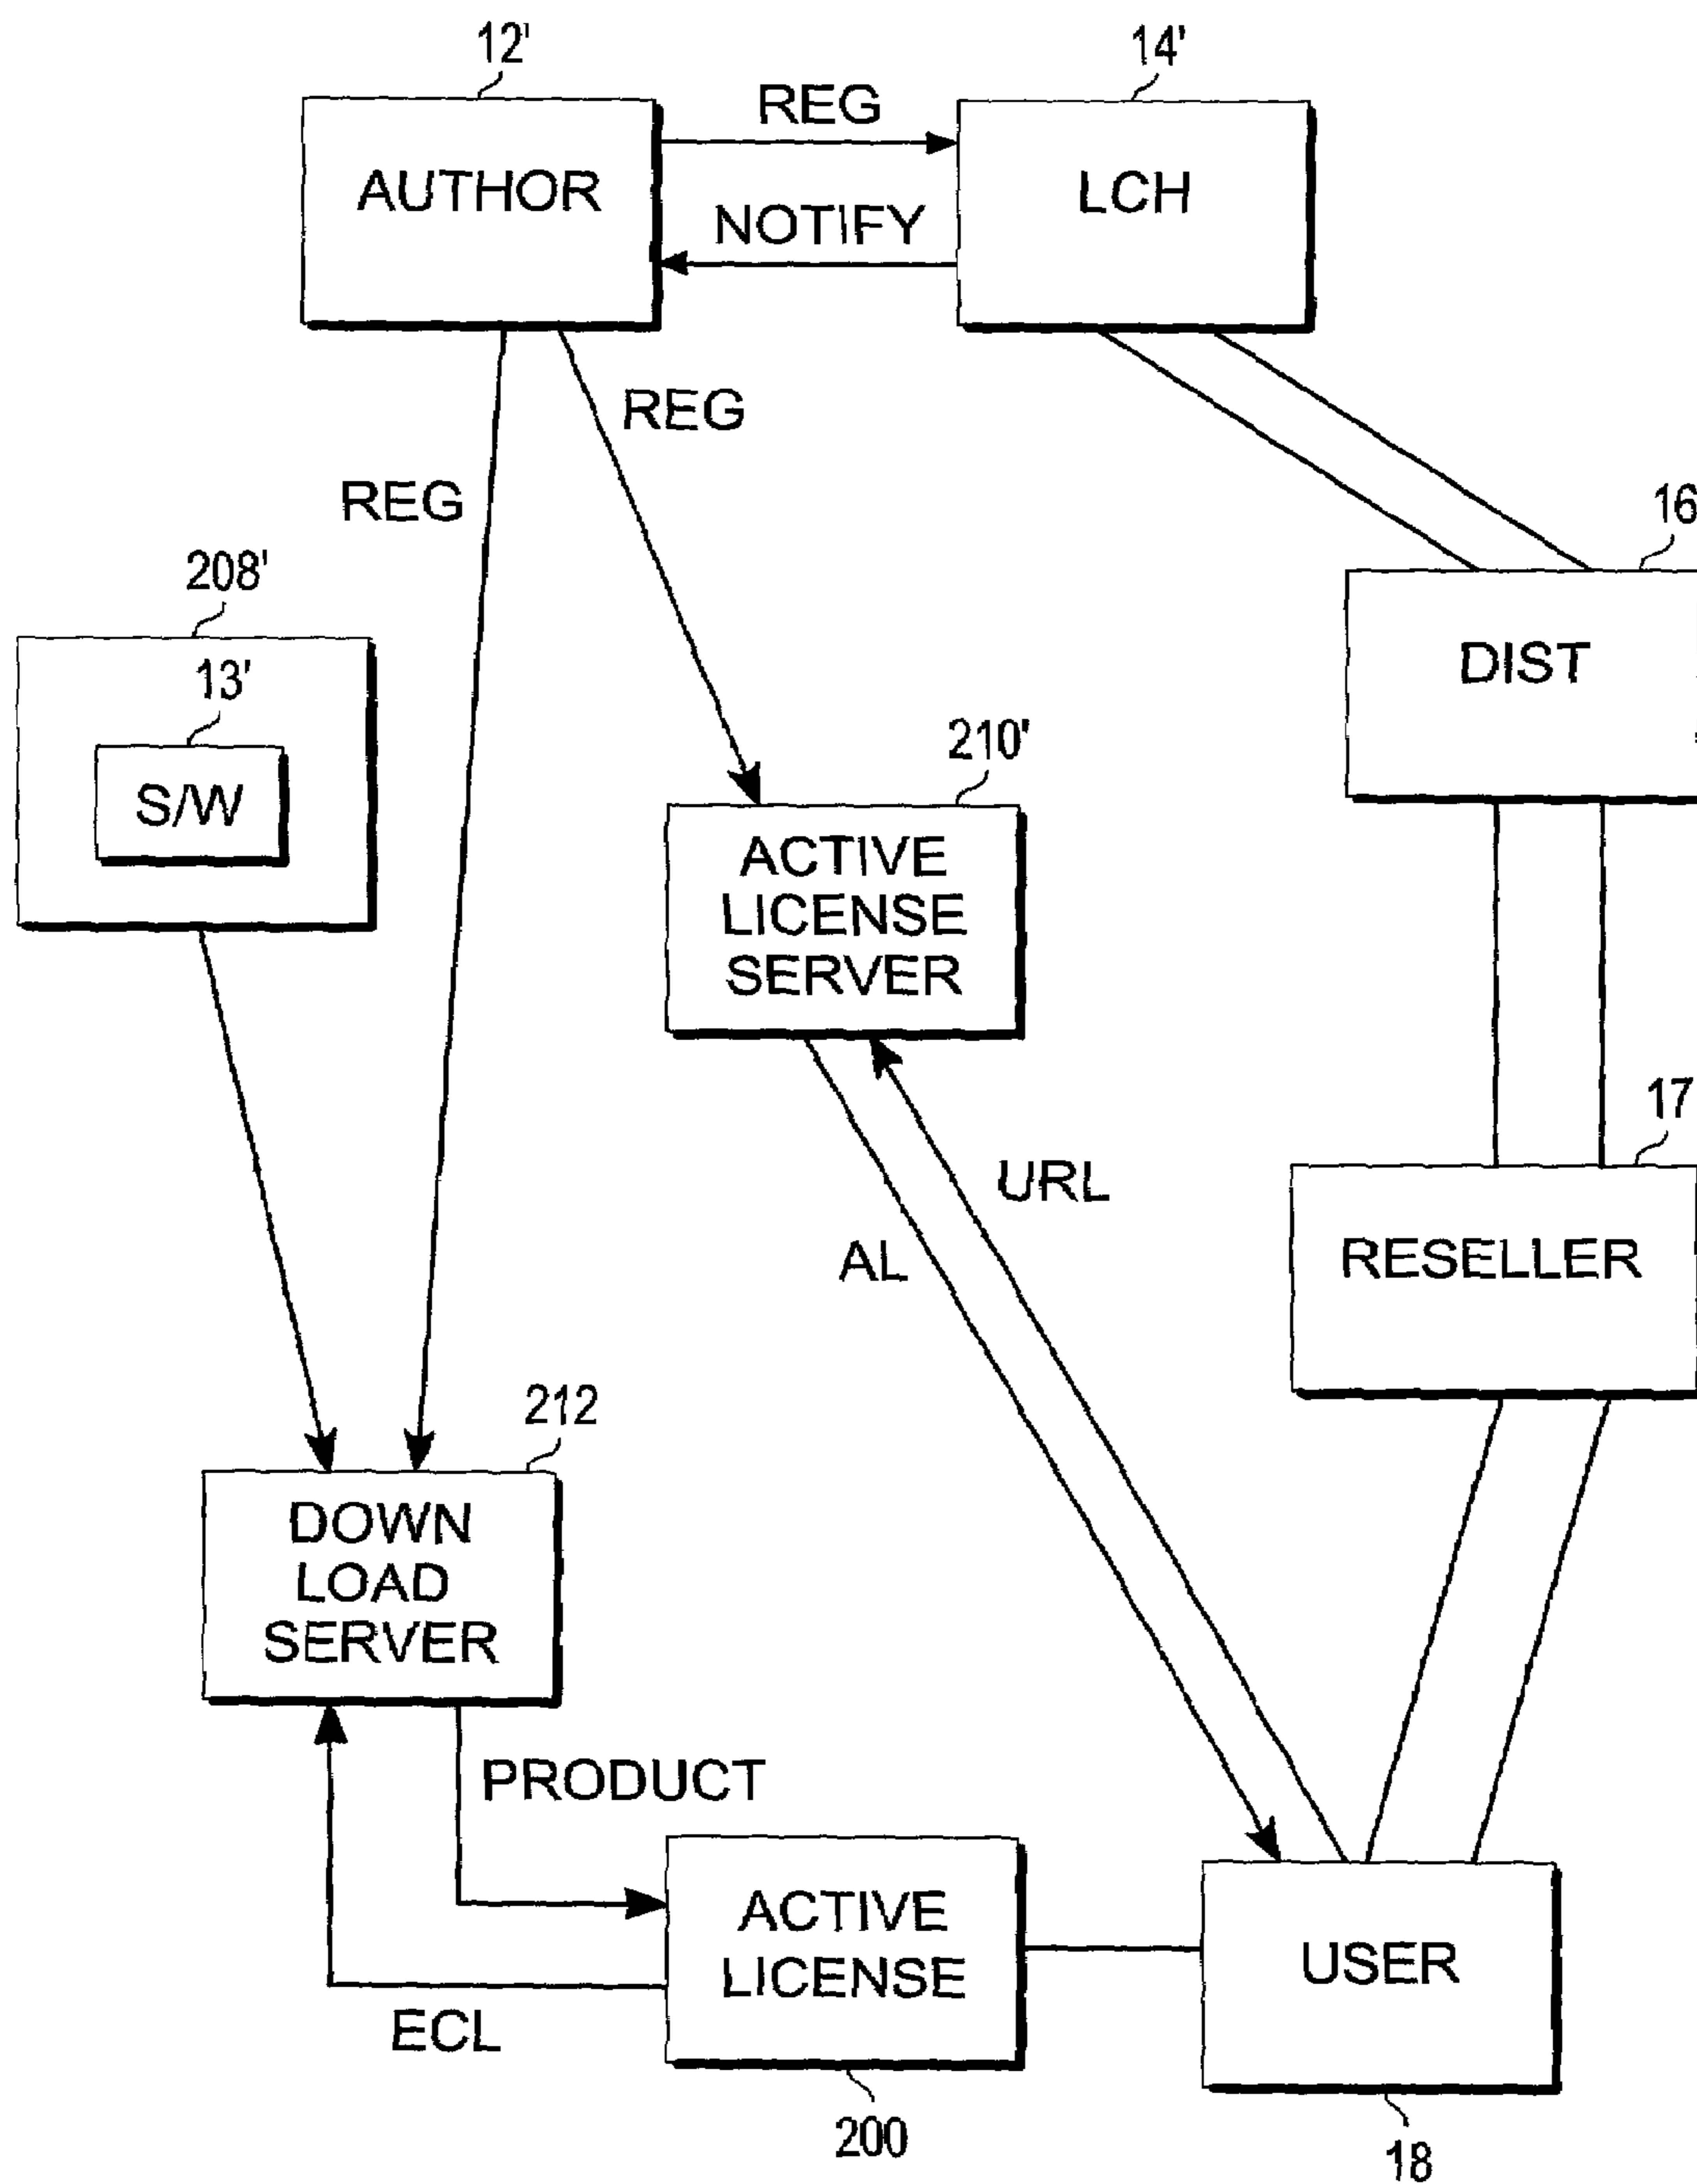 12'
14'
REG
AUTHOR
LCH
NOTIFY
REG
REG
16
208'
13'
DIST
S/W
210'
ACTIVE
LICENSE
SERVER
17
URL
AL
RESELLER
212
DOWN
LOAD
SERVER
PRODUCT
ACTIVE
LICENSE
USER
ECL
200
18